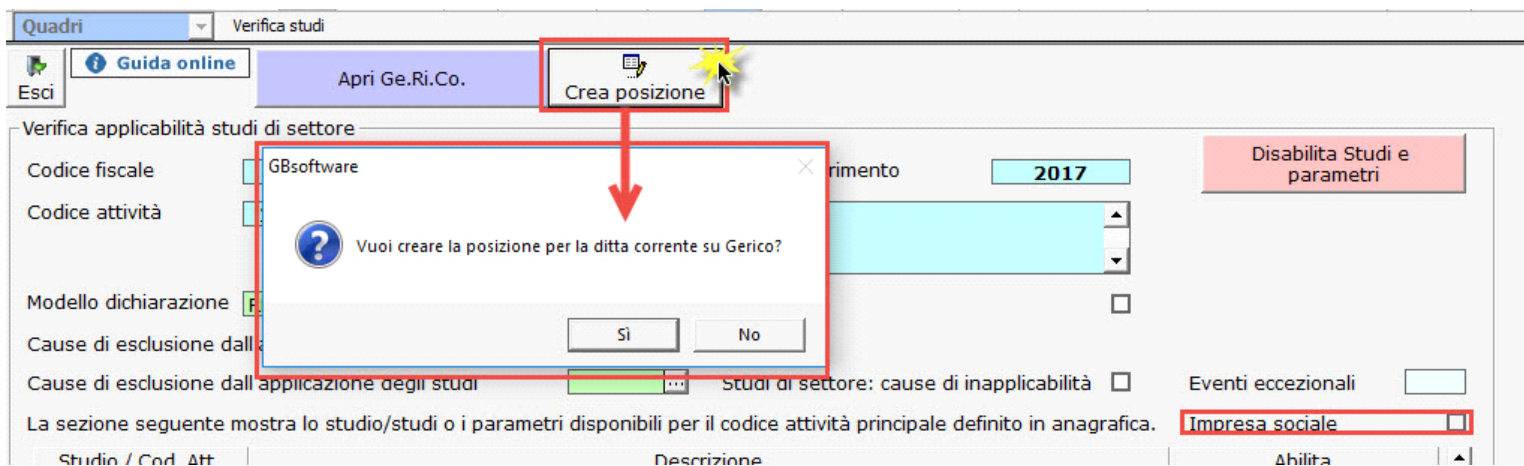 Quadri Verifica studi
Guida online
Esci
Apri Ge.Ri.Co.
Crea posizione
Verifica applicabilità studi di settore
Disabilita Studi e
parametri
Codice fiscale
GBsoftware
rimento 2017
Codice attività
Vuoi creare la posizione per la ditta corrente su Gerico?
Modello dichiarazione
Sì No
Cause di esclusione dall
Cause di esclusione dall'applicazione degli studi ... Studi di settore: cause di inapplicabilità Eventi eccezionali
La sezione seguente mostra lo studio/studi o i parametri disponibili per il codice attività principale definito in anagrafica. Impresa sociale
Studio / Cod. Att. Descrizione Abilita